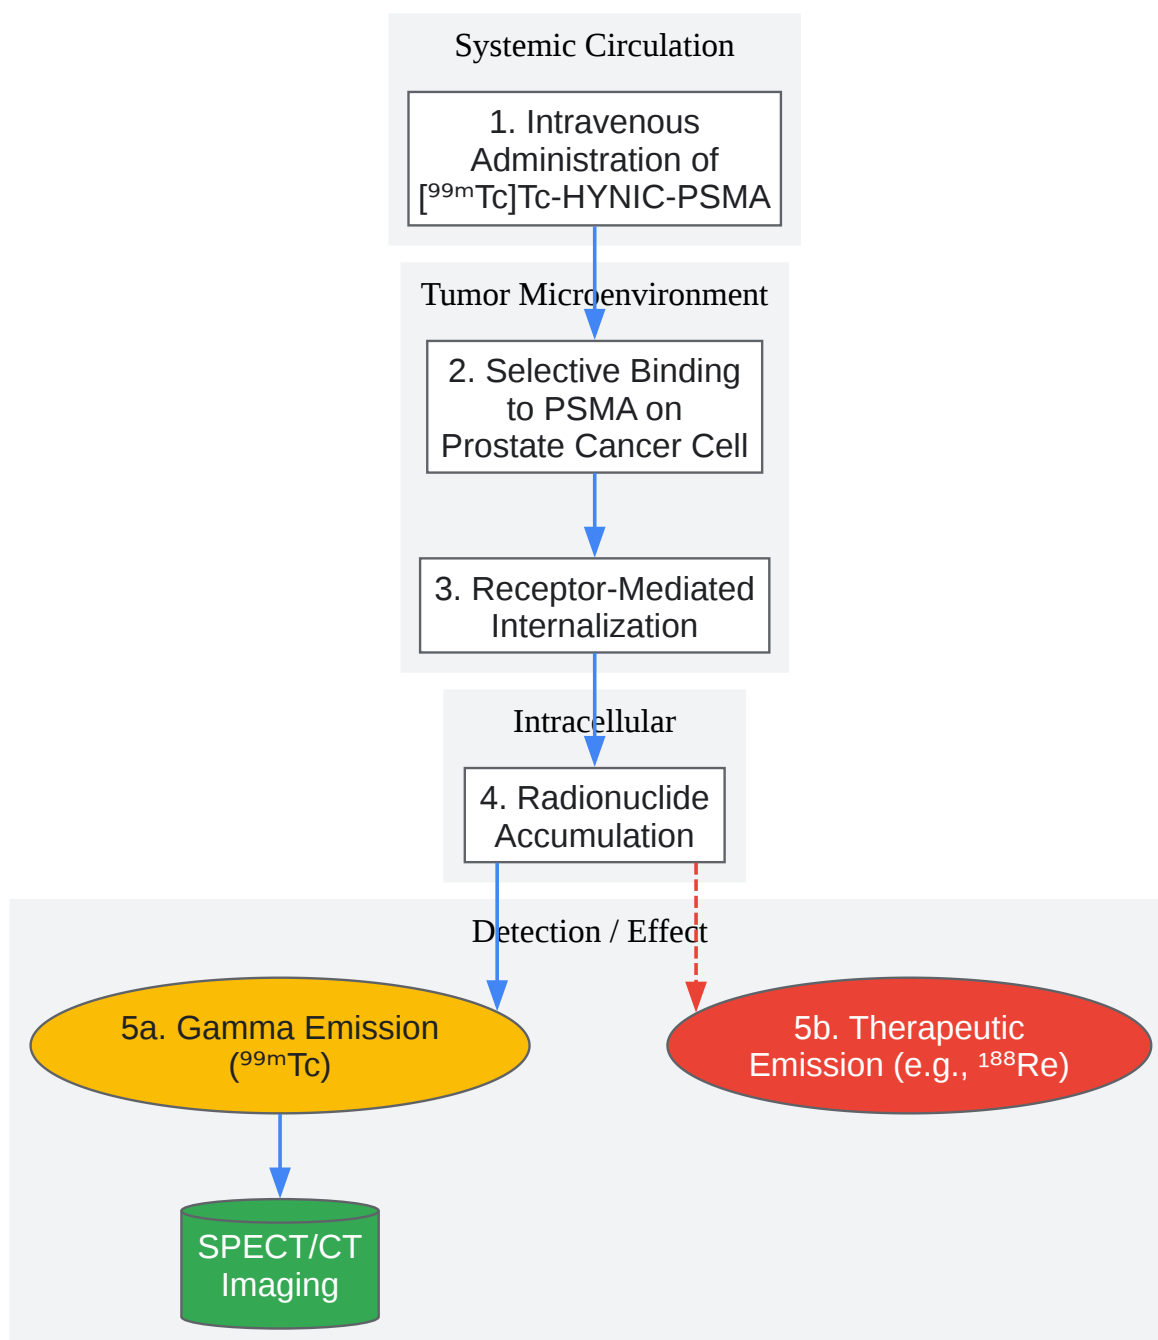 Systemic Circulation
1. Intravenous
Administration of
[⁹⁹ᵐTc]Tc-HYNIC-PSMA
Tumor Microenvironment
2. Selective Binding
to PSMA on
Prostate Cancer Cell
3. Receptor-Mediated
Internalization
Intracellular
4. Radionuclide
Accumulation
Detection / Effect
5a. Gamma Emission
(⁹⁹ᵐTc)
5b. Therapeutic
Emission (e.g., ¹⁸⁸Re)
SPECT/CT
Imaging